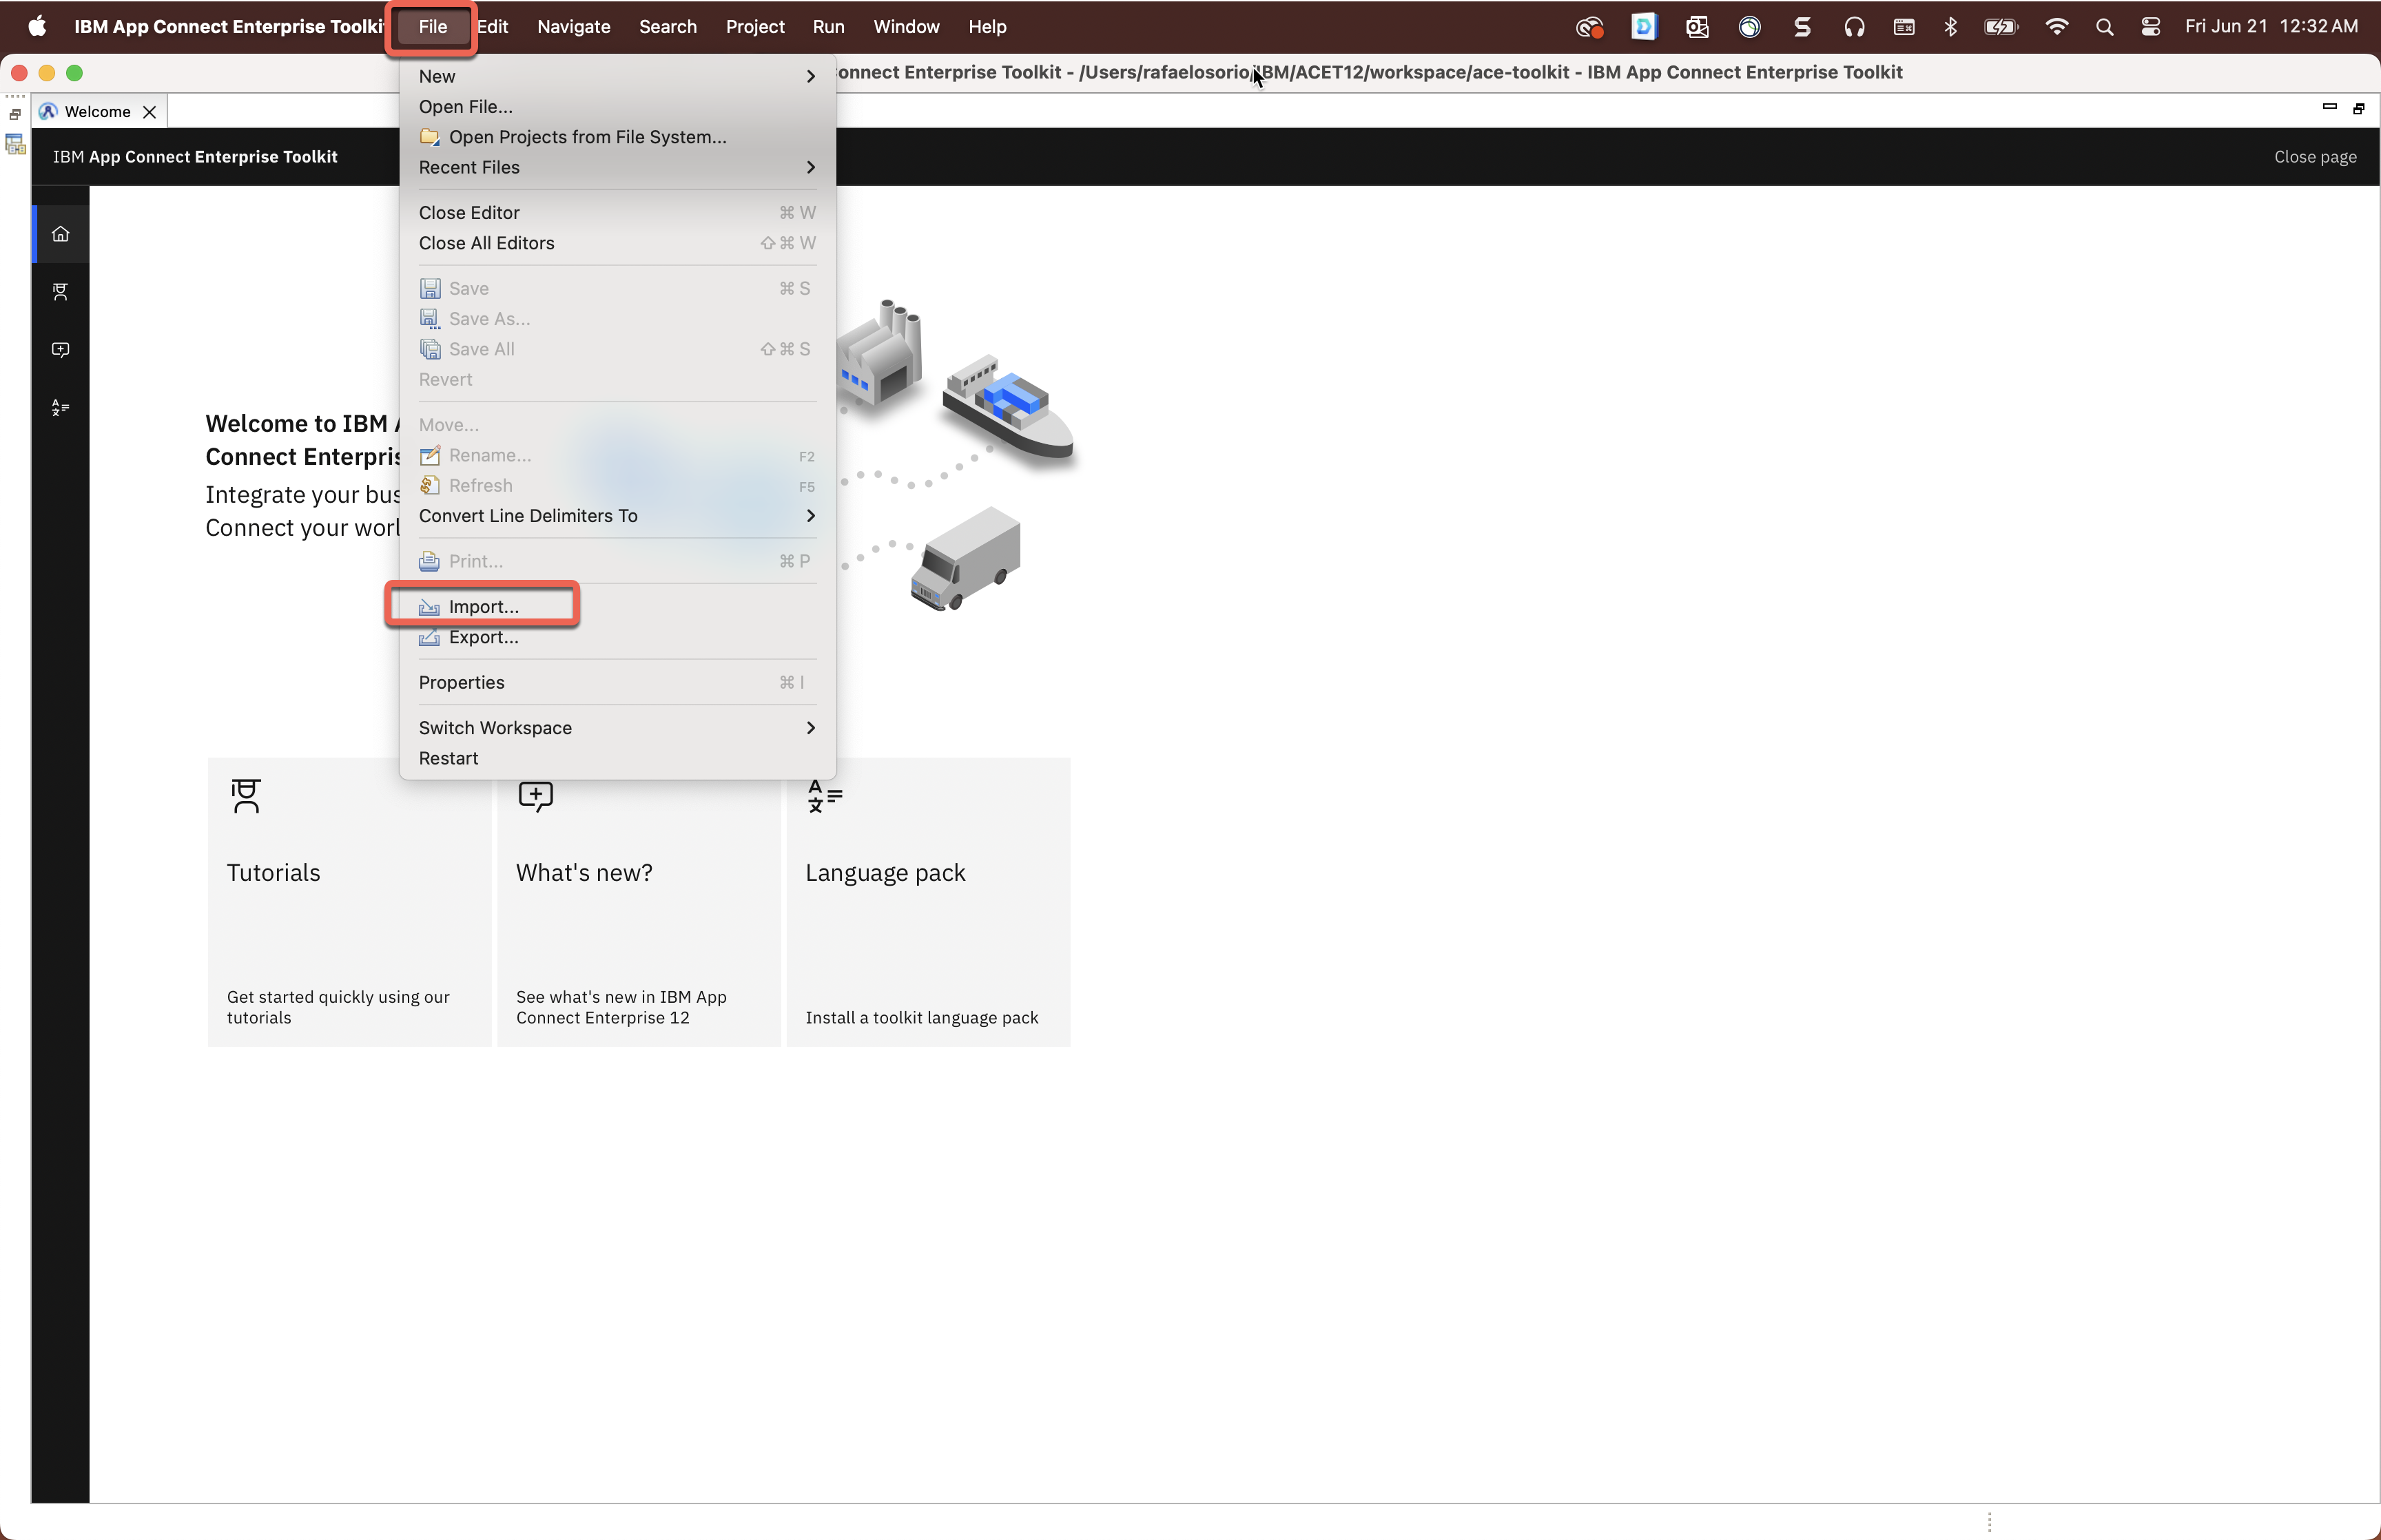 IBM App Connect Enterprise Toolkit File Edit Navigate Search Project Run Window Help Fri Jun 21 12:32 AM
onnect Enterprise Toolkit - /Users/rafaelosorio/IBM/ACET12/workspace/ace-toolkit - IBM App Connect Enterprise Toolkit
Welcome
IBM App Connect Enterprise Toolkit
Close page
New
Open File...
Open Projects from File System...
Recent Files
Close Editor ⌘ W
Close All Editors ⇧ ⌘ W
Save ⌘ S
Save As...
Save All ⇧ ⌘ S
Revert
Move...
Rename... F2
Refresh F5
Convert Line Delimiters To
Print... ⌘ P
Import...
Export...
Properties ⌘ I
Switch Workspace
Restart
Welcome to IBM A
Connect Enterpris
Integrate your bus
Connect your worl
Tutorials
Get started quickly using our
tutorials
What's new?
See what's new in IBM App
Connect Enterprise 12
Language pack
Install a toolkit language pack